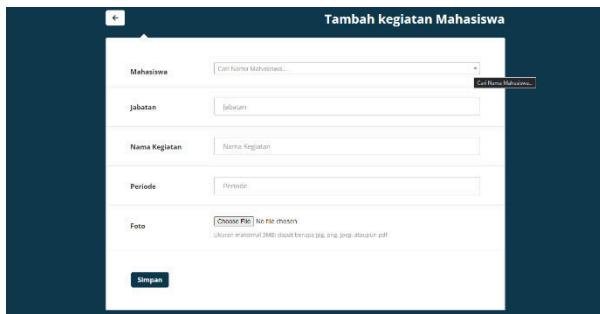 Tambah kegiatan Mahasiswa
Mahasiswa
Cari Nama Mahasiswa...
Cari Nama Mahasiswa...
Jabatan
Jabatan
Nama Kegiatan
Nama Kegiatan
Periode
Periode
Foto
Choose File No file chosen
Ukuran maksimal 3MB dapat berupa jpg, png, jpeg, ataupun pdf
Simpan